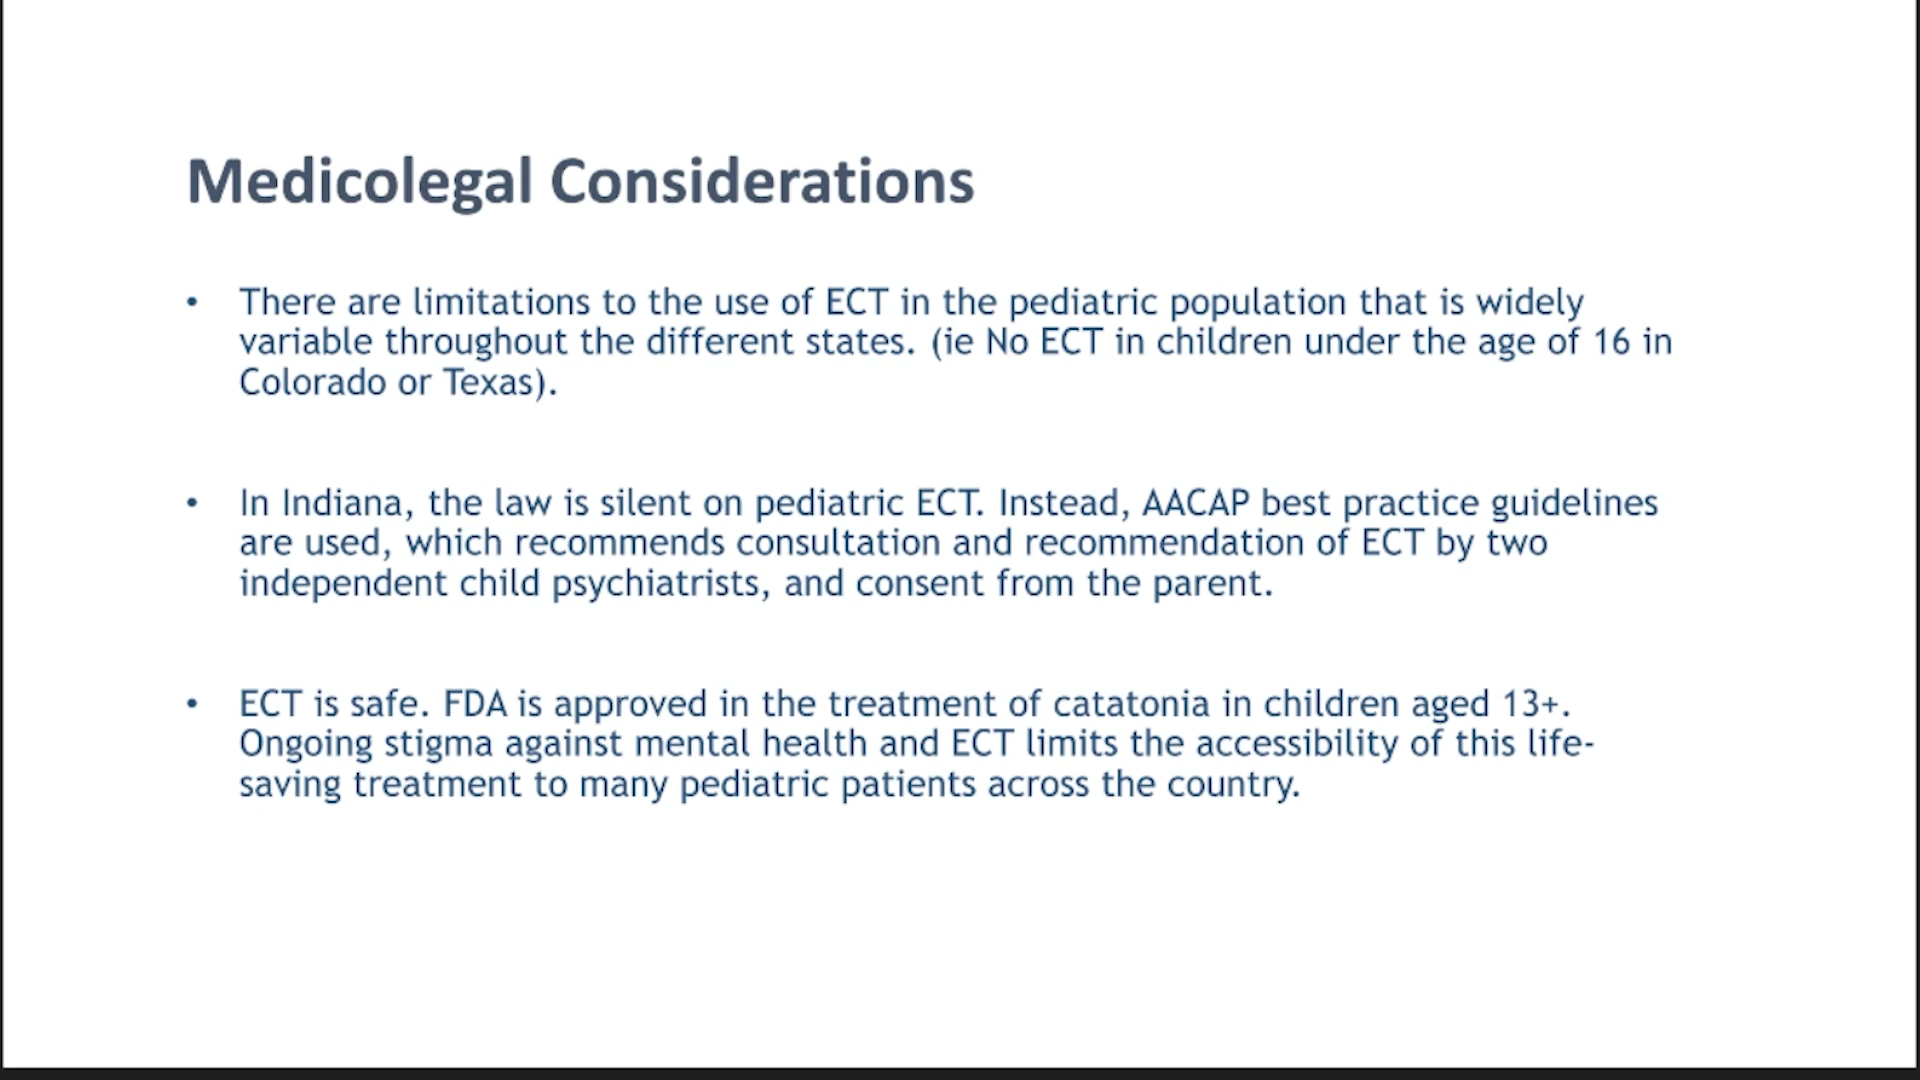 Medicolegal Considerations
• There are limitations to the use of ECT in the pediatric population that is widely
variable throughout the different states. (ie No ECT in children under the age of 16 in
Colorado or Texas).
• In Indiana, the law is silent on pediatric ECT. Instead, AACAP best practice guidelines
are used, which recommends consultation and recommendation of ECT by two
independent child psychiatrists, and consent from the parent.
• ECT is safe. FDA is approved in the treatment of catatonia in children aged 13+.
Ongoing stigma against mental health and ECT limits the accessibility of this life-
saving treatment to many pediatric patients across the country.